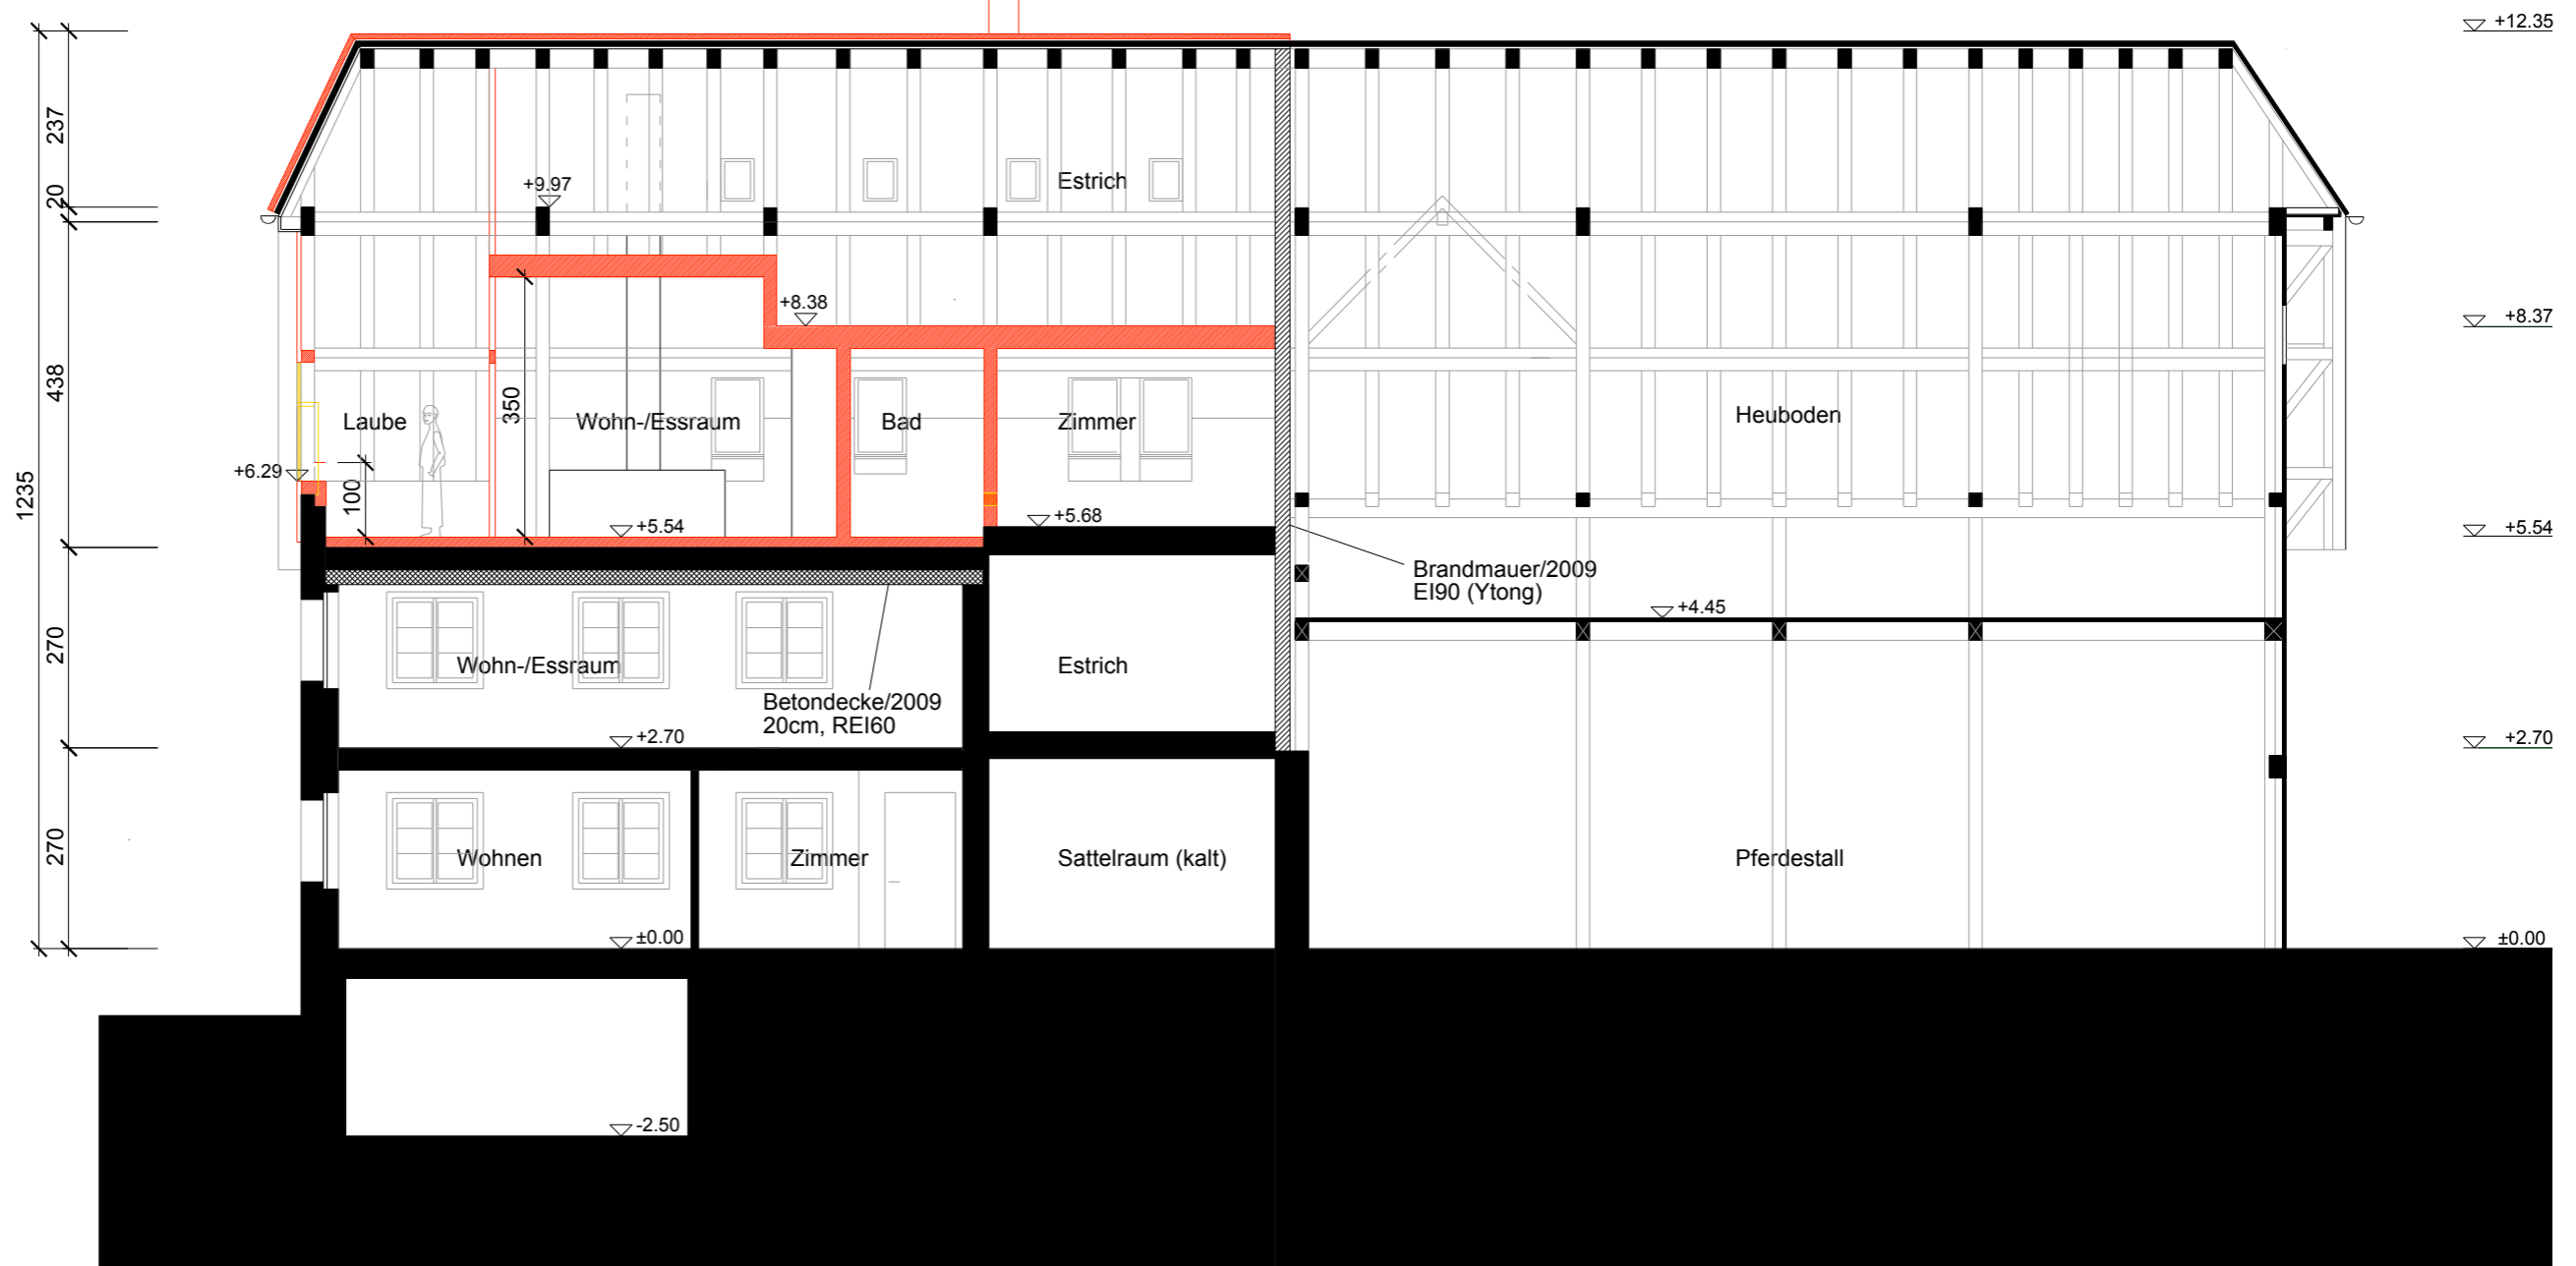 +12.35
237
20
+9.97
Estrich
+8.38
+8.37
438
350
Laube
Wohn-/Essraum
Bad
Zimmer
Heuboden
+6.29
100
1235
+5.54
+5.68
+5.54
Brandmauer/2009
EI90 (Ytong)
+4.45
270
Wohn-/Essraum
Estrich
Betondecke/2009
20cm, REI60
+2.70
+2.70
270
Wohnen
Zimmer
Sattelraum (kalt)
Pferdestall
±0.00
±0.00
-2.50